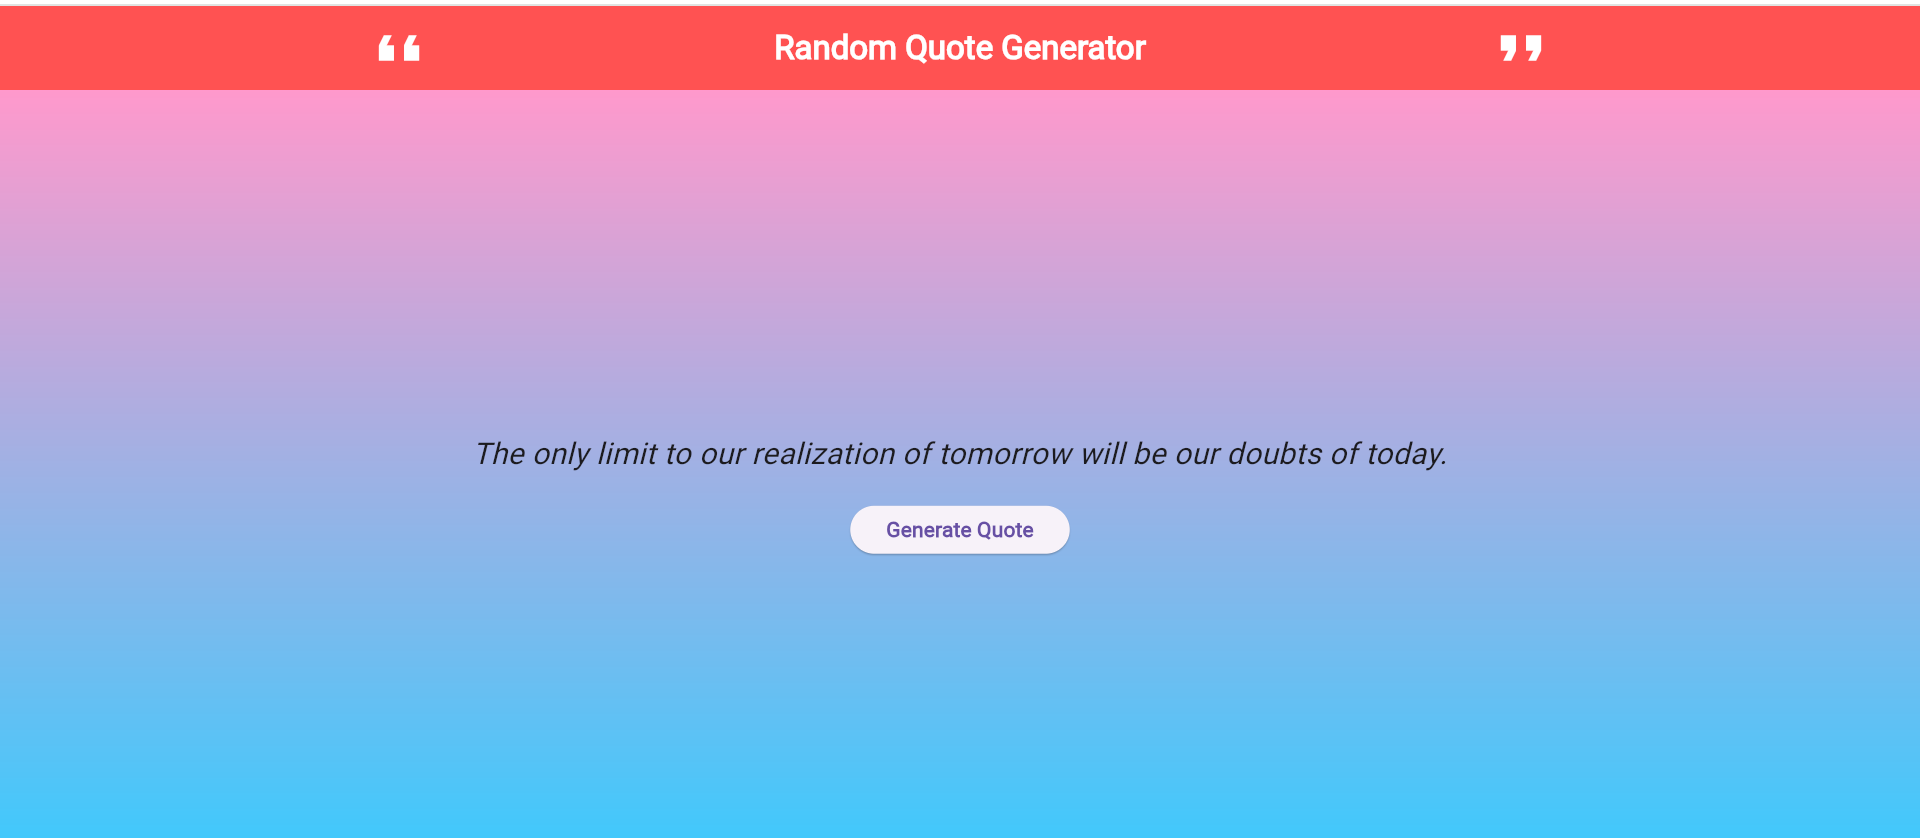 ❝ Random Quote Generator ❞
The only limit to our realization of tomorrow will be our doubts of today.
Generate Quote